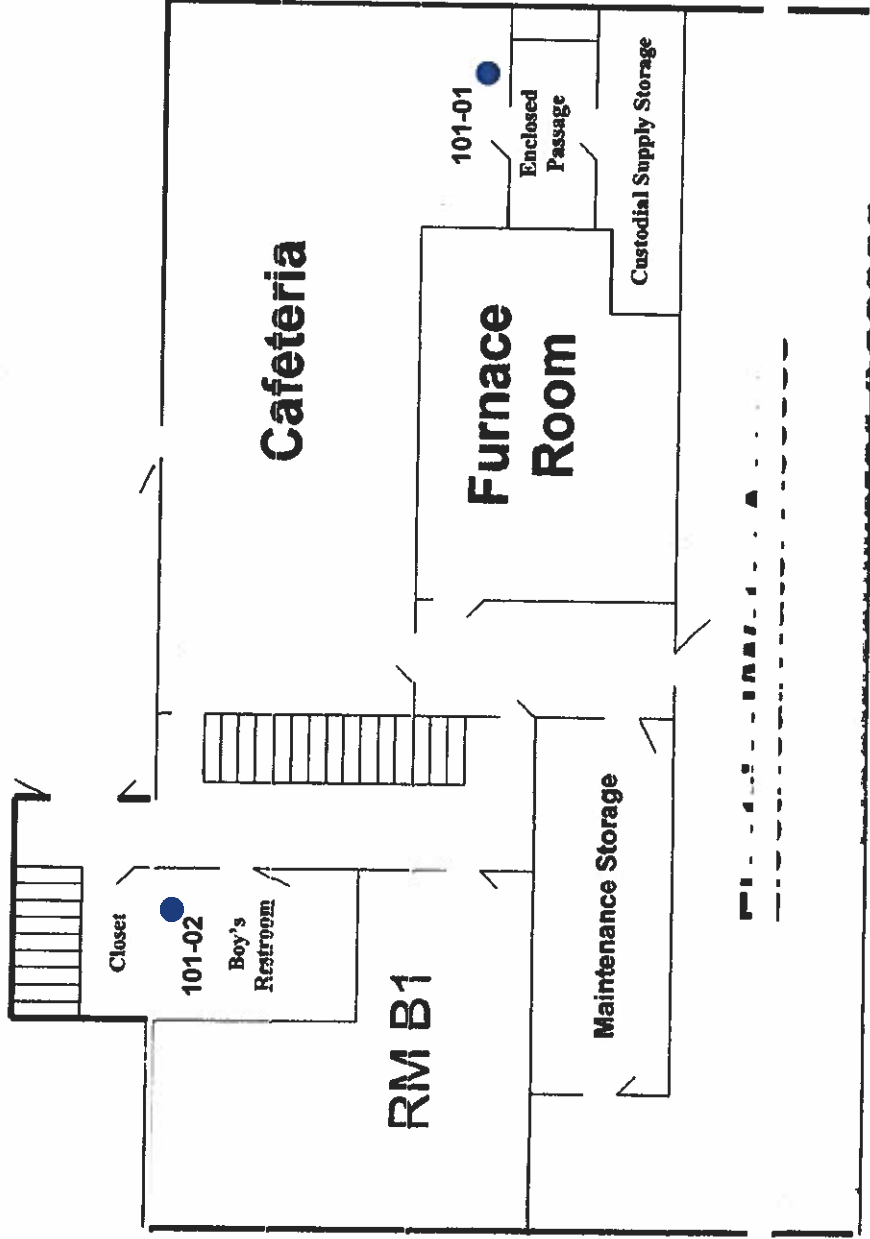 Closet
101-02
Boy's
Restroom
Cafeteria
RM B1
101-01
Enclosed
Passage
Furnace
Room
Maintenance Storage
Custodial Supply Storage